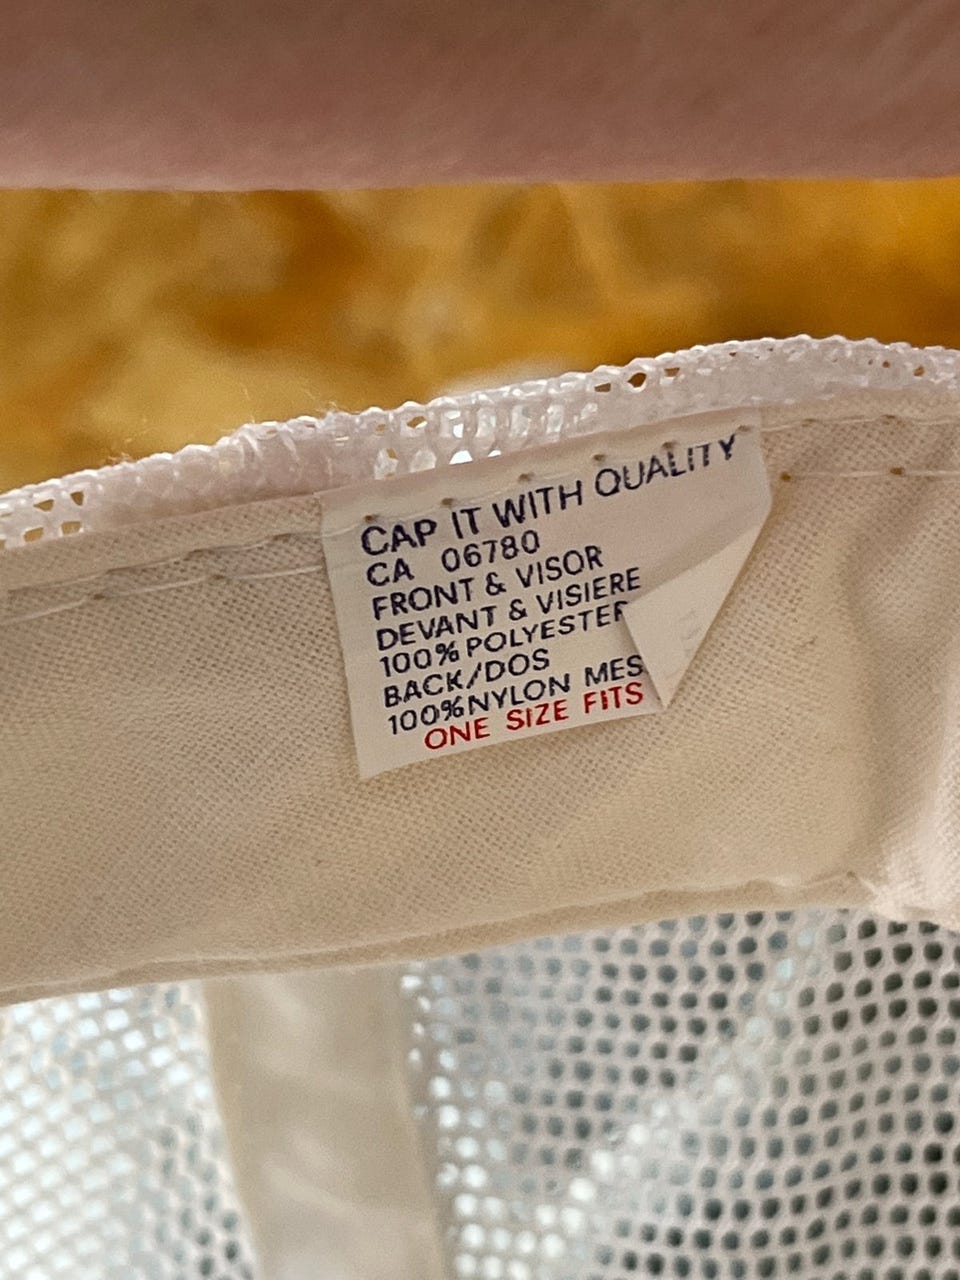 CAP IT WITH QUALITY
CA 06780
FRONT & VISOR
DEVANT & VISIERE
100% POLYESTER
BACK/DOS
100% NYLON MES
ONE SIZE FITS